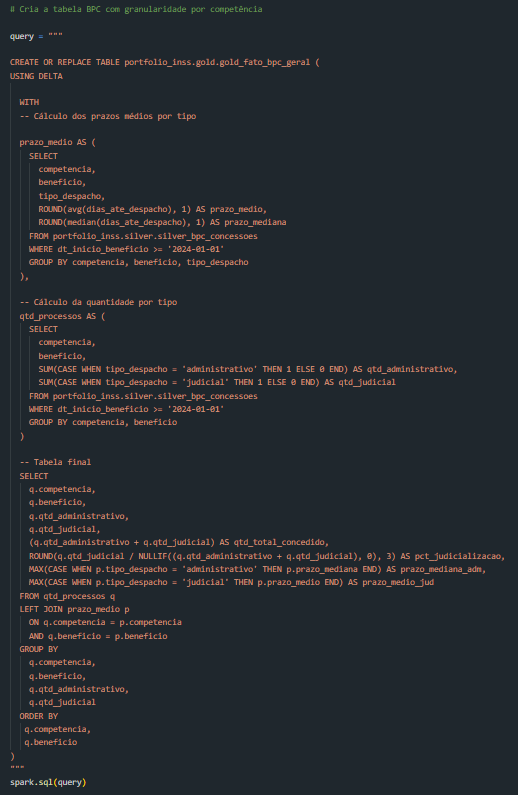 # Cria a tabela BPC com granularidade por competência
query = """
CREATE OR REPLACE TABLE portfolio_inss.gold.gold_fato_bpc_geral (
USING DELTA
WITH
-- Cálculo dos prazos médios por tipo
prazo_medio AS (
SELECT
competencia,
beneficio,
tipo_despacho,
ROUND(avg(dias_ate_despacho), 1) AS prazo_medio,
ROUND(median(dias_ate_despacho), 1) AS prazo_mediana
FROM portfolio_inss.silver.silver_bpc_concessoes
WHERE dt_inicio_beneficio >= '2024-01-01'
GROUP BY competencia, beneficio, tipo_despacho
),
-- Cálculo da quantidade por tipo
qtd_processos AS (
SELECT
competencia,
beneficio,
SUM(CASE WHEN tipo_despacho = 'administrativo' THEN 1 ELSE 0 END) AS qtd_administrativo,
SUM(CASE WHEN tipo_despacho = 'judicial' THEN 1 ELSE 0 END) AS qtd_judicial
FROM portfolio_inss.silver.silver_bpc_concessoes
WHERE dt_inicio_beneficio >= '2024-01-01'
GROUP BY competencia, beneficio
)
-- Tabela final
SELECT
q.competencia,
q.beneficio,
q.qtd_administrativo,
q.qtd_judicial,
(q.qtd_administrativo + q.qtd_judicial) AS qtd_total_concedido,
ROUND(q.qtd_judicial / NULLIF((q.qtd_administrativo + q.qtd_judicial), 0), 3) AS pct_judicializacao,
MAX(CASE WHEN p.tipo_despacho = 'administrativo' THEN p.prazo_mediana END) AS prazo_mediana_adm,
MAX(CASE WHEN p.tipo_despacho = 'judicial' THEN p.prazo_medio END) AS prazo_medio_jud
FROM qtd_processos q
LEFT JOIN prazo_medio p
ON q.competencia = p.competencia
AND q.beneficio = p.beneficio
GROUP BY
q.competencia,
q.beneficio,
q.qtd_administrativo,
q.qtd_judicial
ORDER BY
q.competencia,
q.beneficio
)
"""
spark.sql(query)